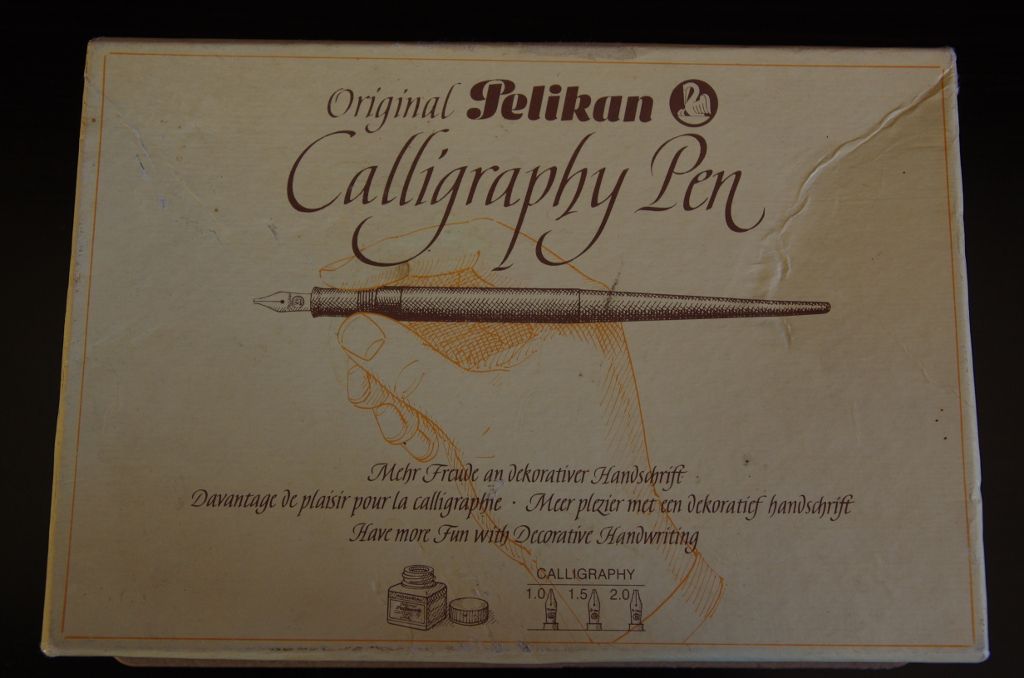 Original Pelikan
Calligraphy Pen
Mehr Freude an dekorativer Handschrift
Davantage de plaisir pour la calligraphie · Meer plezier met een dekoratief handschrift
Have more Fun with Decorative Handwriting
CALLIGRAPHY
1.0 1.5 2.0